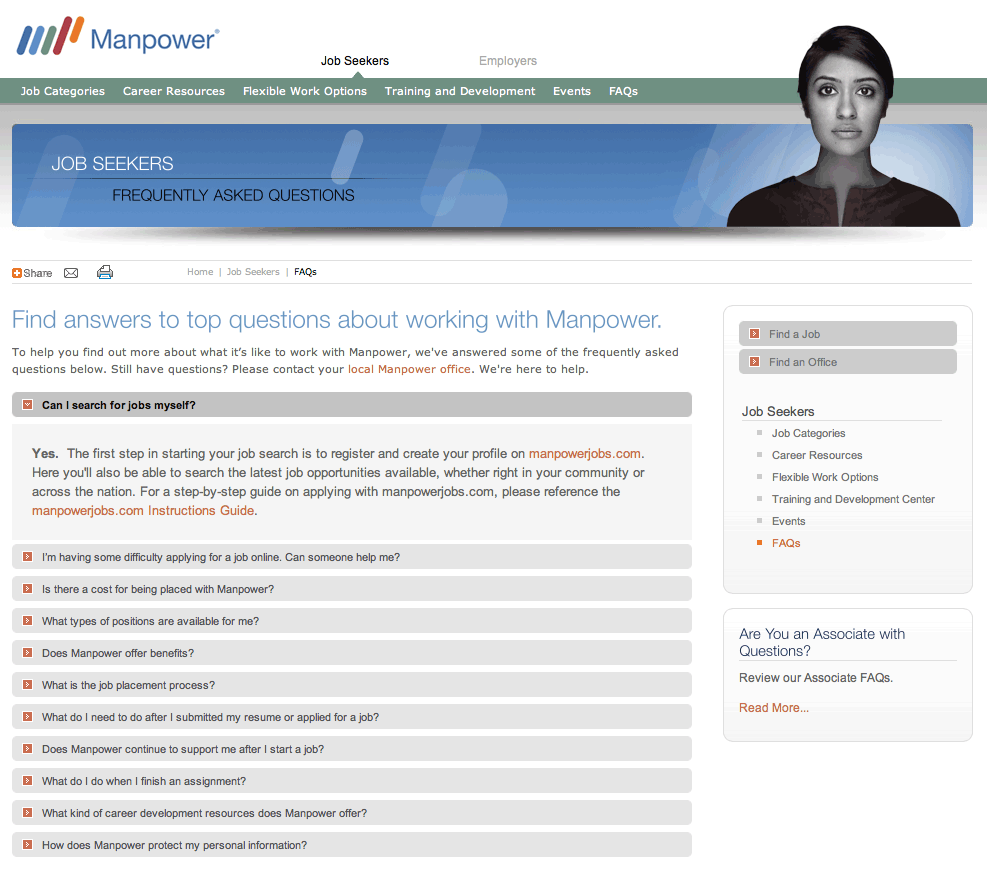 Manpower®
Job Seekers Employers
Job Categories Career Resources Flexible Work Options Training and Development Events FAQs
JOB SEEKERS
FREQUENTLY ASKED QUESTIONS
Share Home | Job Seekers | FAQs
Find answers to top questions about working with Manpower.
To help you find out more about what it's like to work with Manpower, we've answered some of the frequently asked
questions below. Still have questions? Please contact your local Manpower office. We're here to help.
Can I search for jobs myself?
Yes. The first step in starting your job search is to register and create your profile on manpowerjobs.com.
Here you'll also be able to search the latest job opportunities available, whether right in your community or
across the nation. For a step-by-step guide on applying with manpowerjobs.com, please reference the
manpowerjobs.com Instructions Guide.
I'm having some difficulty applying for a job online. Can someone help me?
Is there a cost for being placed with Manpower?
What types of positions are available for me?
Does Manpower offer benefits?
What is the job placement process?
What do I need to do after I submitted my resume or applied for a job?
Does Manpower continue to support me after I start a job?
What do I do when I finish an assignment?
What kind of career development resources does Manpower offer?
How does Manpower protect my personal information?
Find a Job
Find an Office
Job Seekers
Job Categories
Career Resources
Flexible Work Options
Training and Development Center
Events
FAQs
Are You an Associate with
Questions?
Review our Associate FAQs.
Read More...